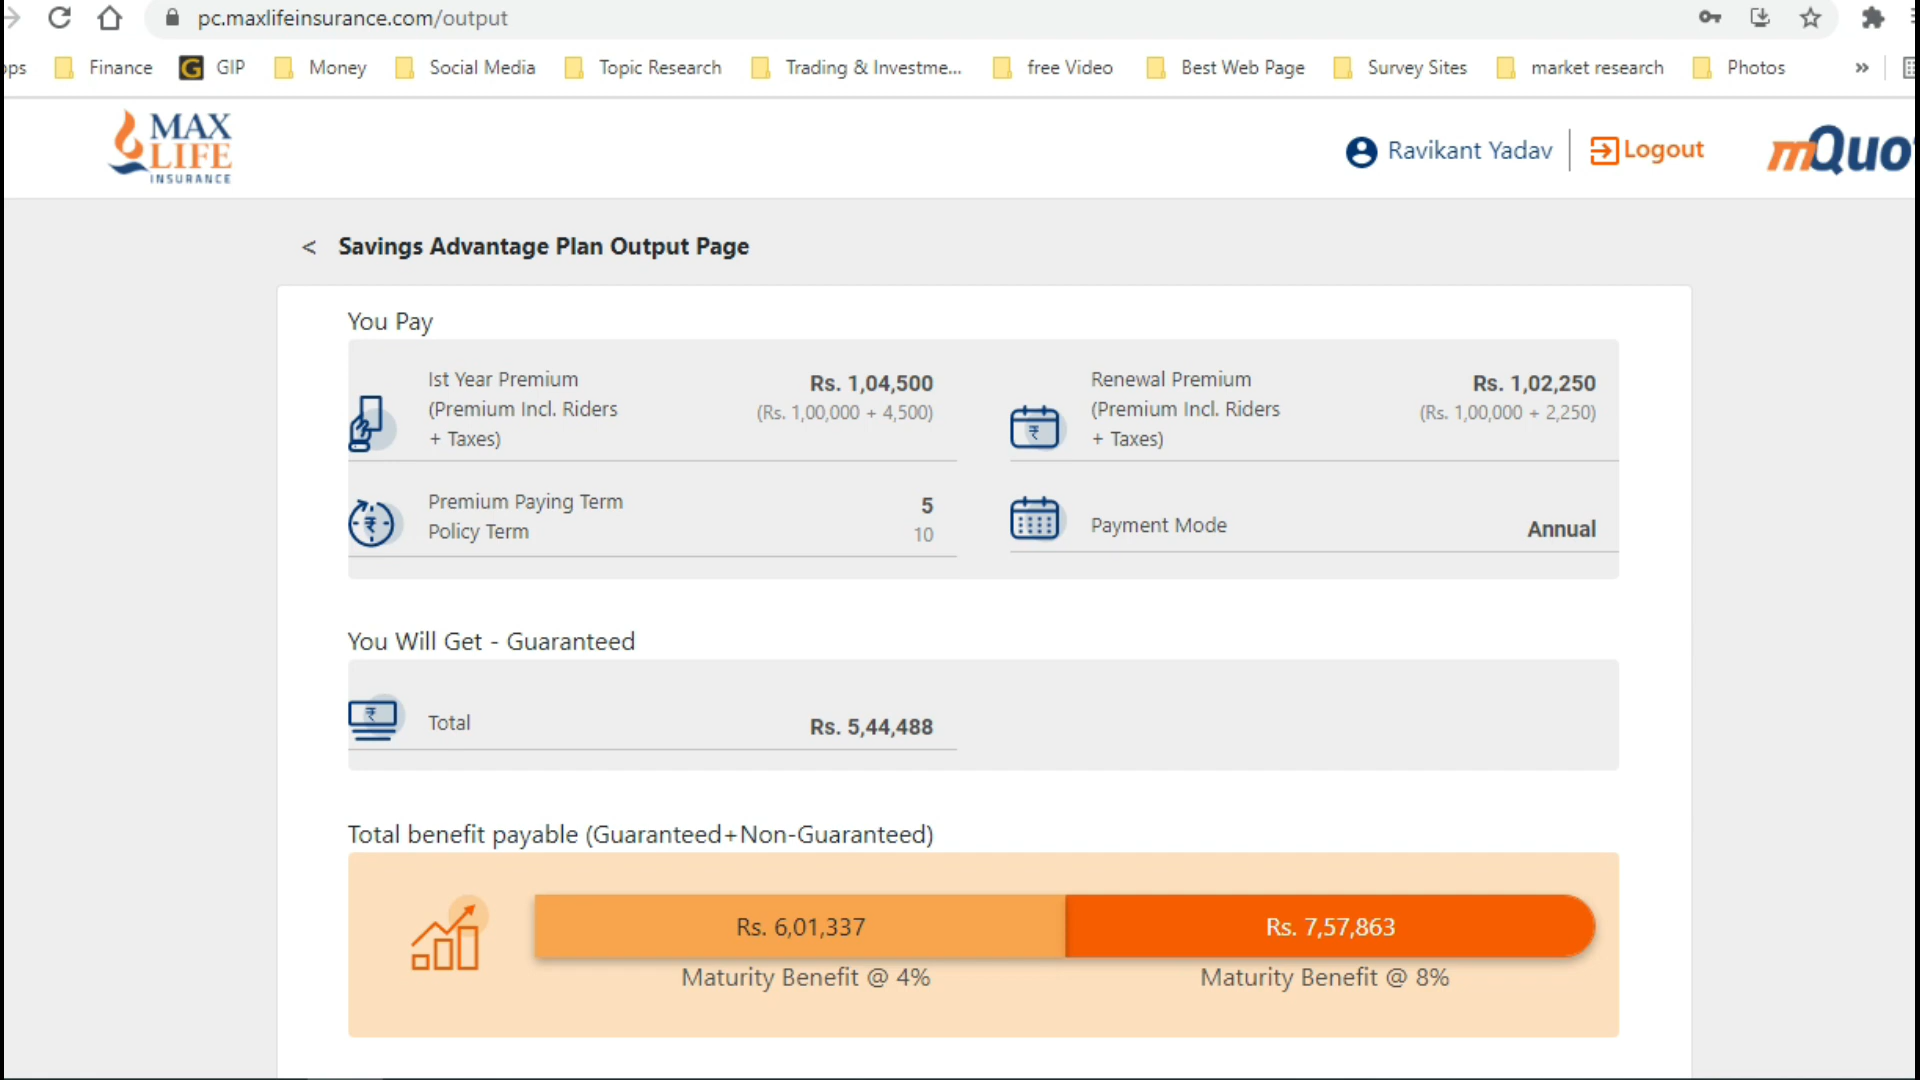 pc.maxlifeinsurance.com/output
ps Finance G GIP Money Social Media Topic Research Trading & Investme... free Video Best Web Page Survey Sites market research Photos »
MAX
LIFE
INSURANCE
Ravikant Yadav Logout mQuo
< Savings Advantage Plan Output Page
You Pay
Ist Year Premium
(Premium Incl. Riders
+ Taxes)
Rs. 1,04,500
(Rs. 1,00,000 + 4,500)
Renewal Premium
(Premium Incl. Riders
+ Taxes)
Rs. 1,02,250
(Rs. 1,00,000 + 2,250)
Premium Paying Term 5
Policy Term 10
Payment Mode Annual
You Will Get - Guaranteed
Total Rs. 5,44,488
Total benefit payable (Guaranteed+Non-Guaranteed)
Rs. 6,01,337 Rs. 7,57,863
Maturity Benefit @ 4% Maturity Benefit @ 8%